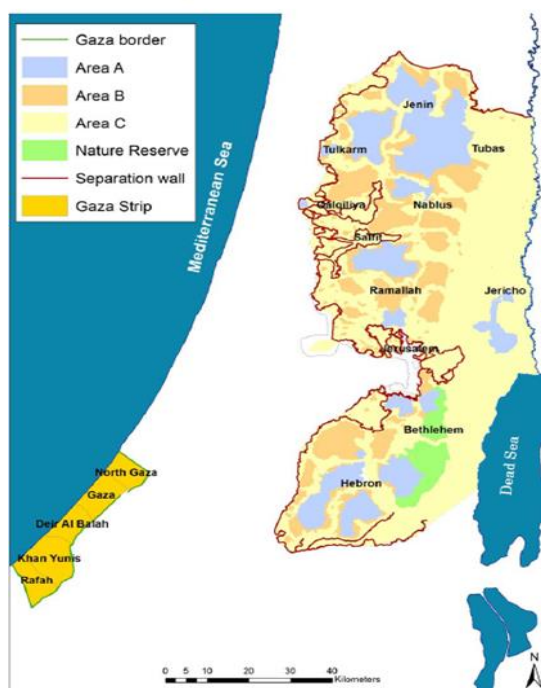 Gaza border
Area A
Area B
Area C
Nature Reserve
Separation wall
Gaza Strip
Mediterranean Sea
Jenin
Tulkarm
Tubas
Qalqiliya
Nablus
Salfit
Ramallah
Jericho
Jerusalem
Bethlehem
Dead Sea
Hebron
North Gaza
Gaza
Deir Al Balah
Khan Yunis
Rafah
0 5 10 20 30 40
Kilometers
N